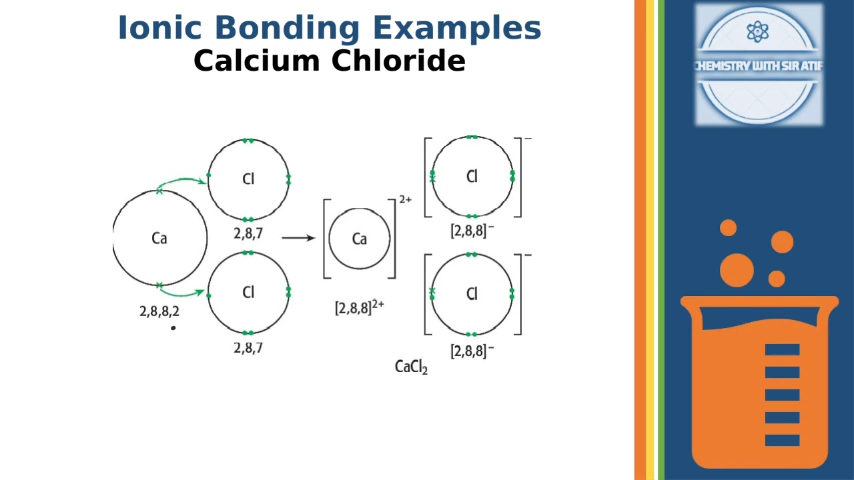 Ionic Bonding Examples
Calcium Chloride
CHEMISTRY WITH SIR ATIF
Cl
Cl
2+
−
Ca
2,8,7
Ca
[2,8,8]⁻
Cl
Cl
−
2,8,8,2
[2,8,8]²⁺
2,8,7
[2,8,8]⁻
CaCl₂